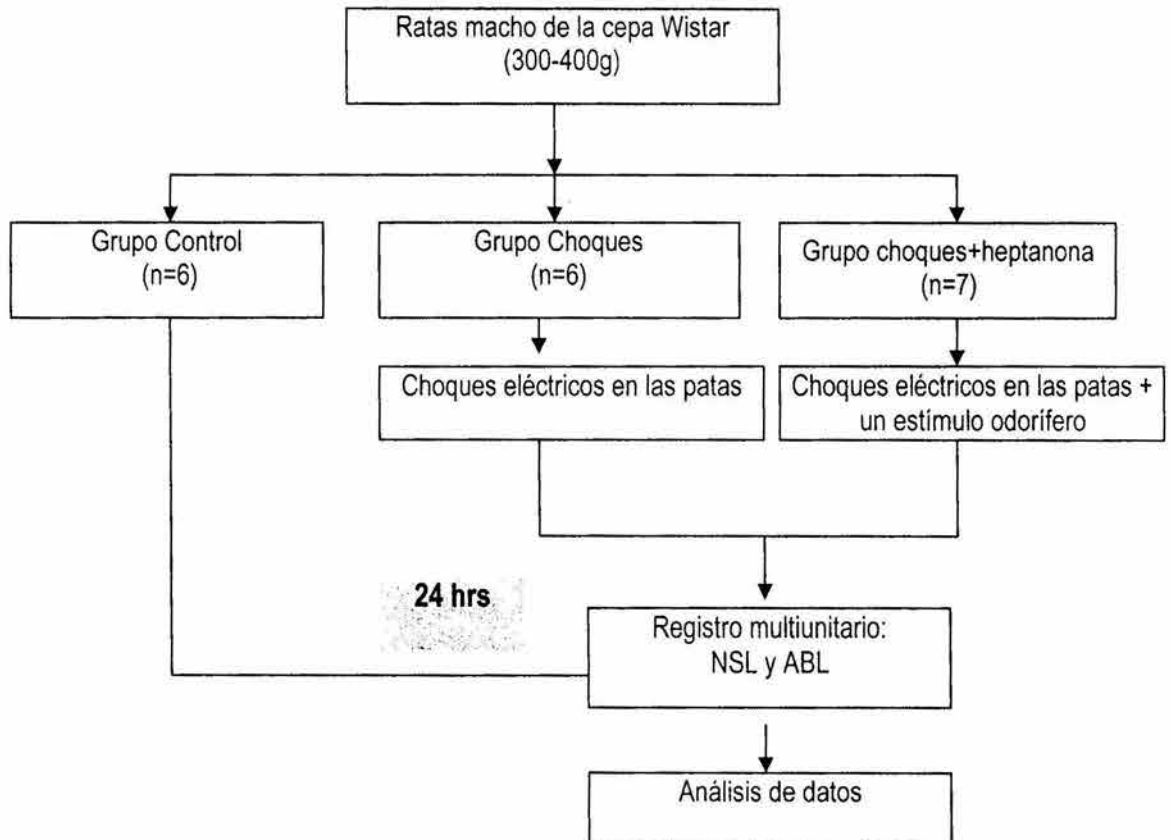 Ratas macho de la cepa Wistar
(300-400g)
Grupo Control
(n=6)
Grupo Choques
(n=6)
Grupo choques+heptanona
(n=7)
Choques eléctricos en las patas
Choques eléctricos en las patas +
un estímulo odorífero
24 hrs
Registro multiunitario:
NSL y ABL
Análisis de datos